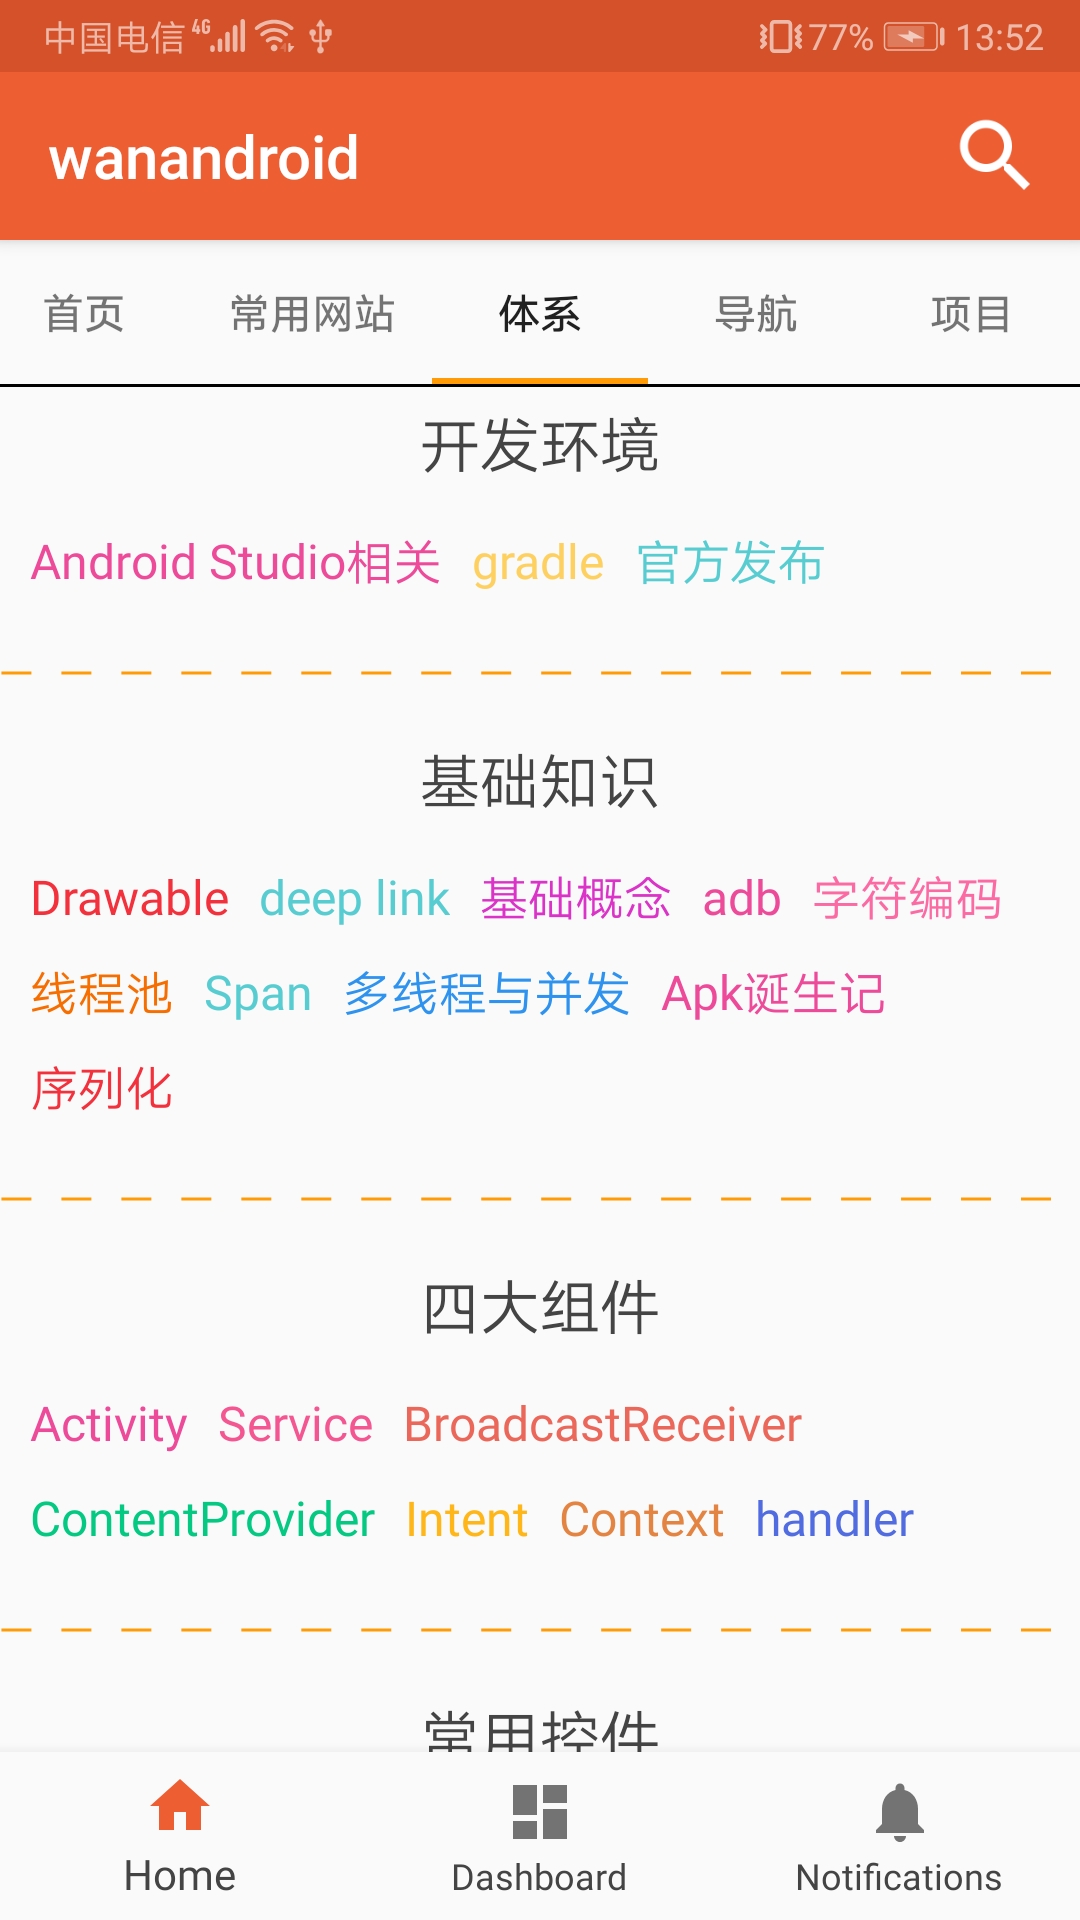 中国电信 4G 77% 13:52
wanandroid
首页 常用网站 体系 导航 项目
开发环境
Android Studio相关 gradle 官方发布
基础知识
Drawable deep link 基础概念 adb 字符编码
线程池 Span 多线程与并发 Apk诞生记
序列化
四大组件
Activity Service BroadcastReceiver
ContentProvider Intent Context handler
常用控件
Home Dashboard Notifications